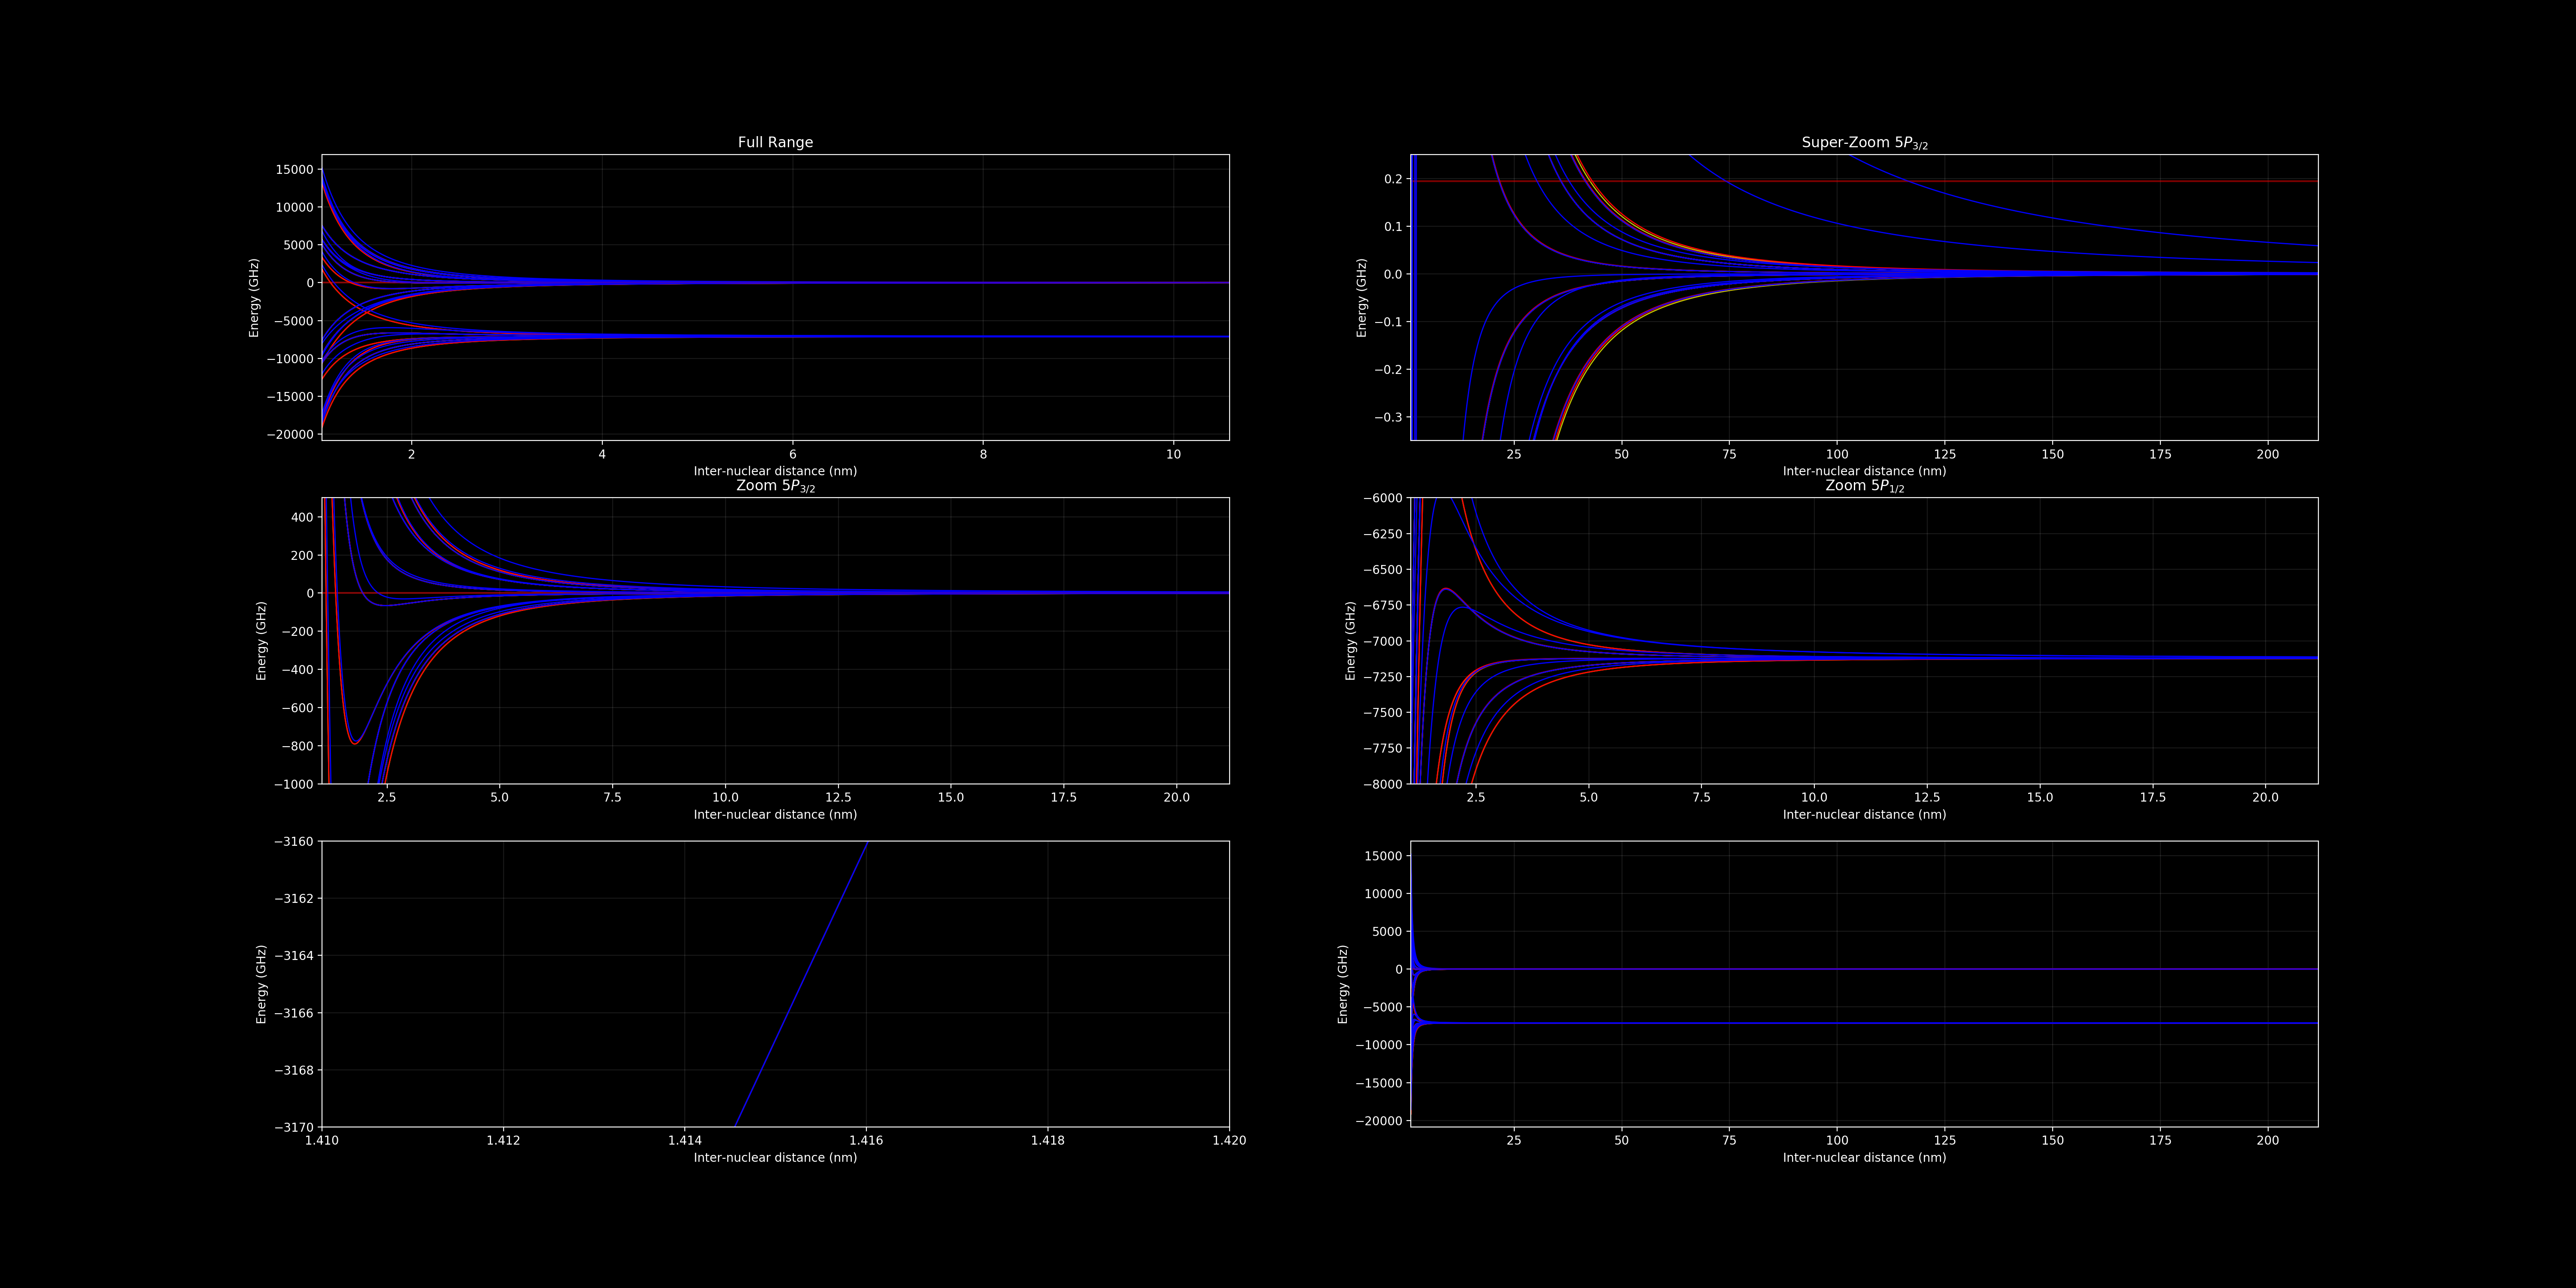 Full Range
15000
10000
5000
0
−5000
−10000
−15000
−20000
Energy (GHz)
2 4 6 8 10
Inter-nuclear distance (nm)
Super-Zoom 5P3/2
0.2
0.1
0.0
−0.1
−0.2
−0.3
Energy (GHz)
25 50 75 100 125 150 175 200
Inter-nuclear distance (nm)
Zoom 5P3/2
400
200
0
−200
−400
−600
−800
−1000
Energy (GHz)
2.5 5.0 7.5 10.0 12.5 15.0 17.5 20.0
Inter-nuclear distance (nm)
Zoom 5P1/2
−6000
−6250
−6500
−6750
−7000
−7250
−7500
−7750
−8000
Energy (GHz)
2.5 5.0 7.5 10.0 12.5 15.0 17.5 20.0
Inter-nuclear distance (nm)
−3160
−3162
−3164
−3166
−3168
−3170
Energy (GHz)
1.410 1.412 1.414 1.416 1.418 1.420
Inter-nuclear distance (nm)
15000
10000
5000
0
−5000
−10000
−15000
−20000
Energy (GHz)
25 50 75 100 125 150 175 200
Inter-nuclear distance (nm)